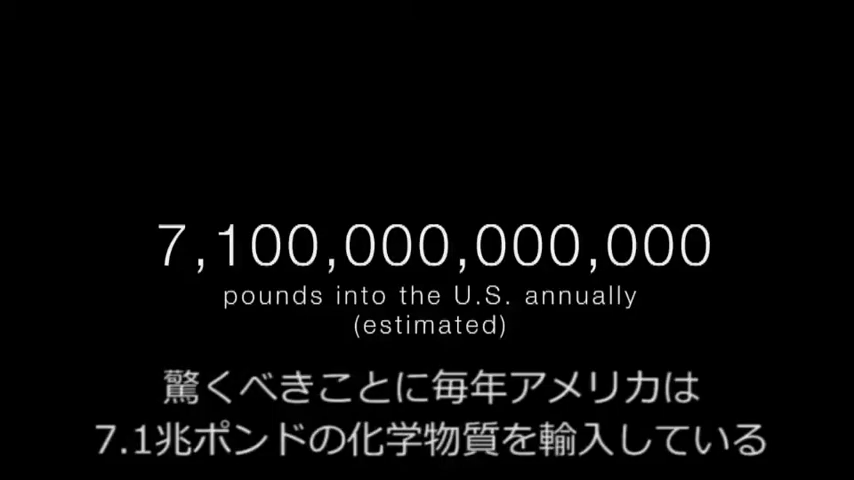 7,100,000,000,000
pounds into the U.S. annually
(estimated)
驚くべきことに毎年アメリカは
7.1兆ポンドの化学物質を輸入している